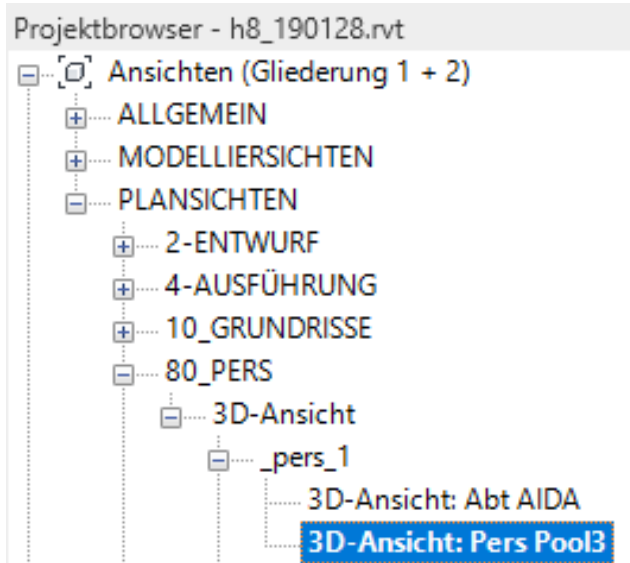 Projektbrowser - h8_190128.rvt
Ansichten (Gliederung 1 + 2)
ALLGEMEIN
MODELLIERSICHTEN
PLANSICHTEN
2-ENTWURF
4-AUSFÜHRUNG
10_GRUNDRISSE
80_PERS
3D-Ansicht
_pers_1
3D-Ansicht: Abt AIDA
3D-Ansicht: Pers Pool3